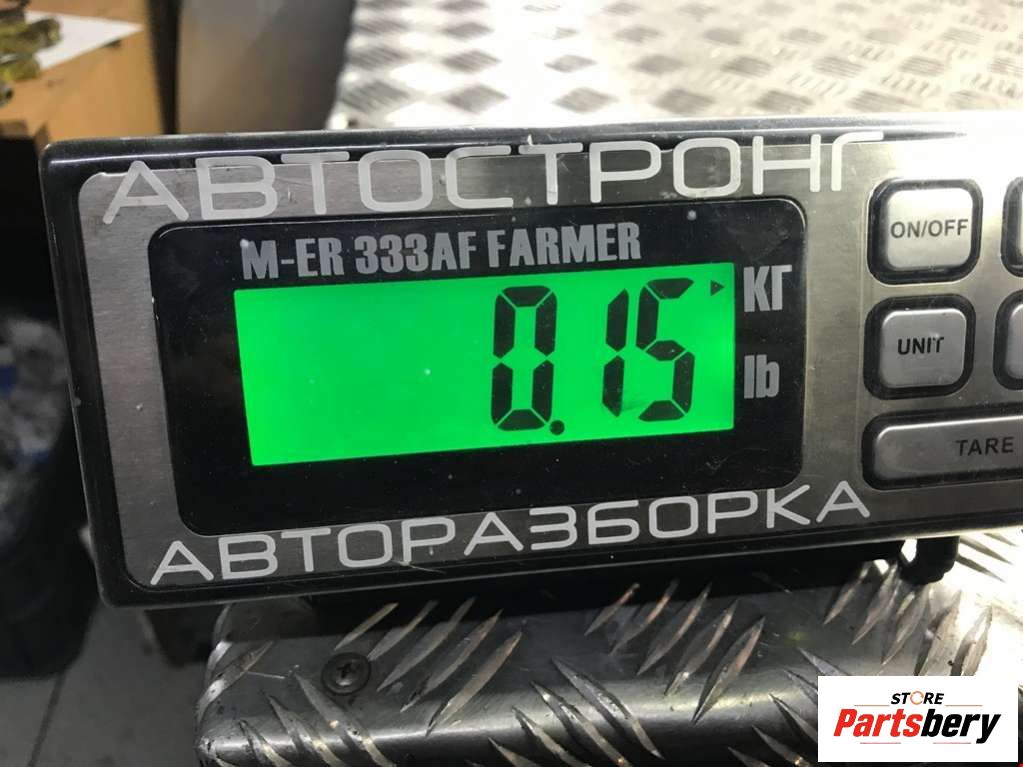 АВТОСТРОНГ
M-ER 333AF FARMER
0.15
КГ
lb
ON/OFF
UNIT
TARE
АВТОРАЗБОРКА
STORE
Partsbery